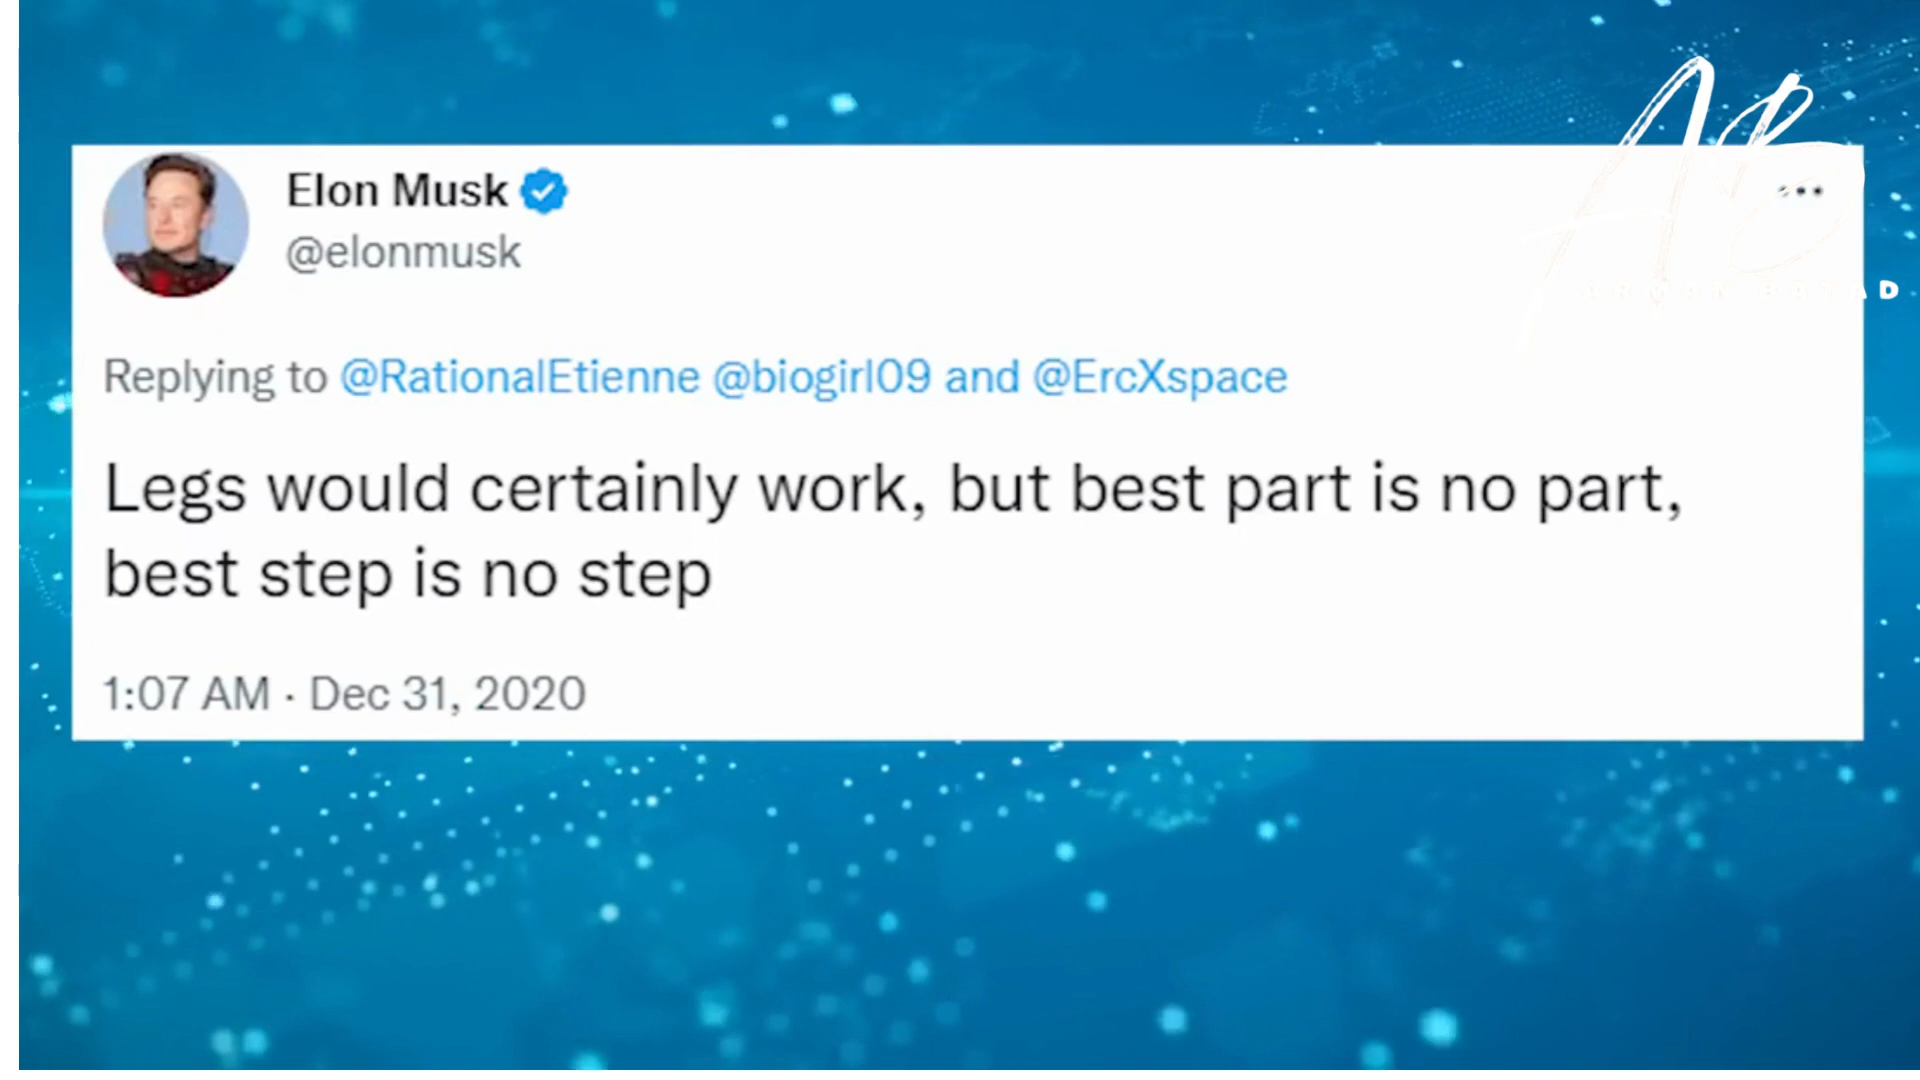 Elon Musk
@elonmusk
Replying to @RationalEtienne @biogirl09 and @ErcXspace
Legs would certainly work, but best part is no part,
best step is no step
1:07 AM · Dec 31, 2020
AB